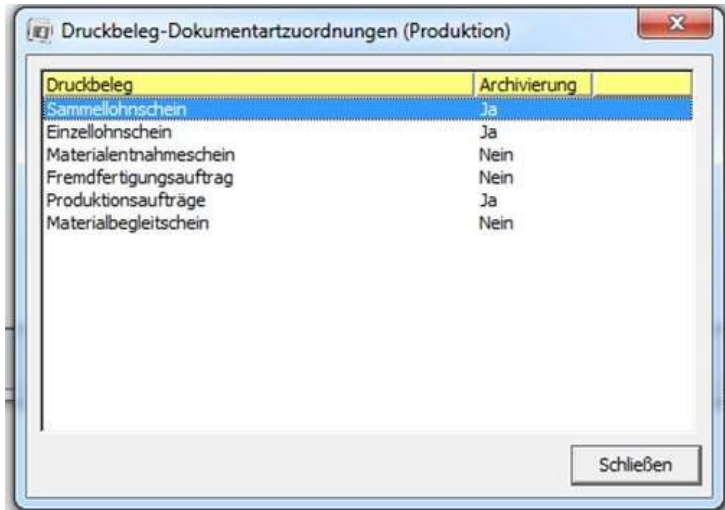 Druckbeleg-Dokumentartzuordnungen (Produktion)
Druckbeleg Archivierung
Sammellohnschein Ja
Einzellohnschein Ja
Materialentnahmeschein Nein
Fremdfertigungsauftrag Nein
Produktionsaufträge Ja
Materialbegleitschein Nein
Schließen